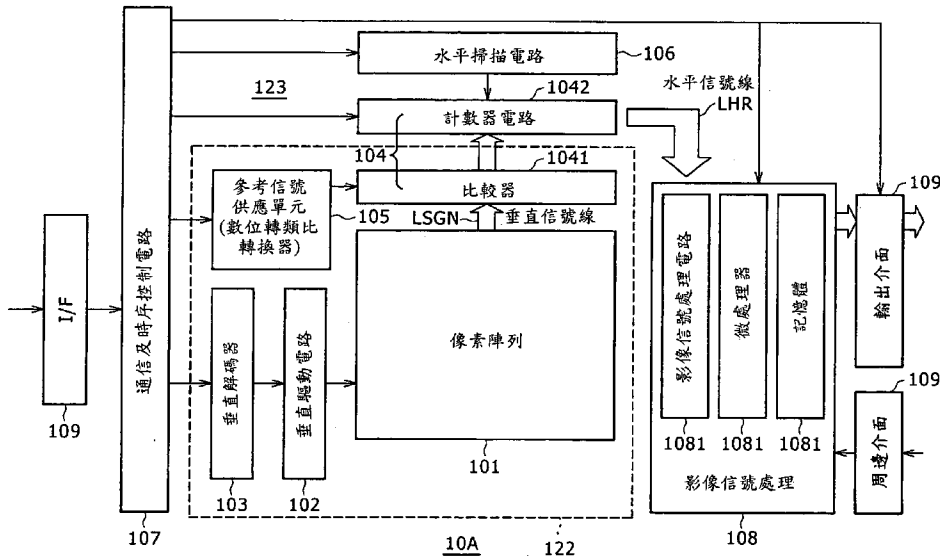 水平掃描電路
106
水平信號線
LHR
123
1042
計數器電路
104
1041
比較器
參考信號
供應單元
(數位轉類比
轉換器)
105
LSGN
垂直信號線
109
I/F
109
通信及時序控制電路
107
垂直解碼器
103
垂直驅動電路
102
像素陣列
101
影像信號處理電路
1081
微處理器
1081
記憶體
1081
影像信號處理
108
輸出介面
109
周邊介面
10A
122